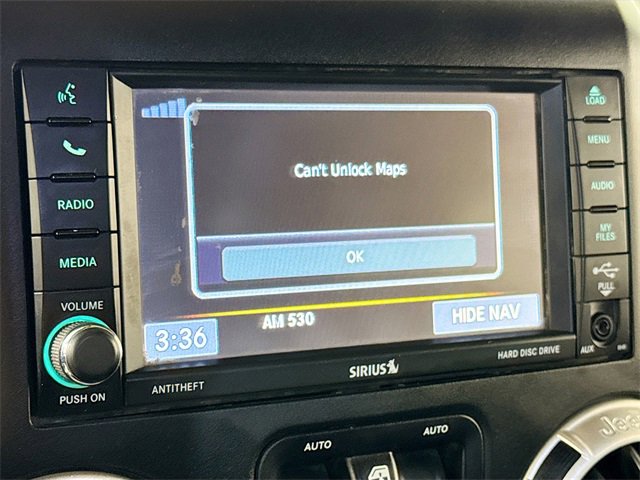 LOAD
MENU
RADIO
AUDIO
MEDIA
MY
FILES
PULL
VOLUME
PUSH ON
Can't Unlock Maps
OK
AM 530
3:36
HIDE NAV
AUX
ANTITHEFT
SIRIUS
HARD DISC DRIVE
AUTO
AUTO
Jeep